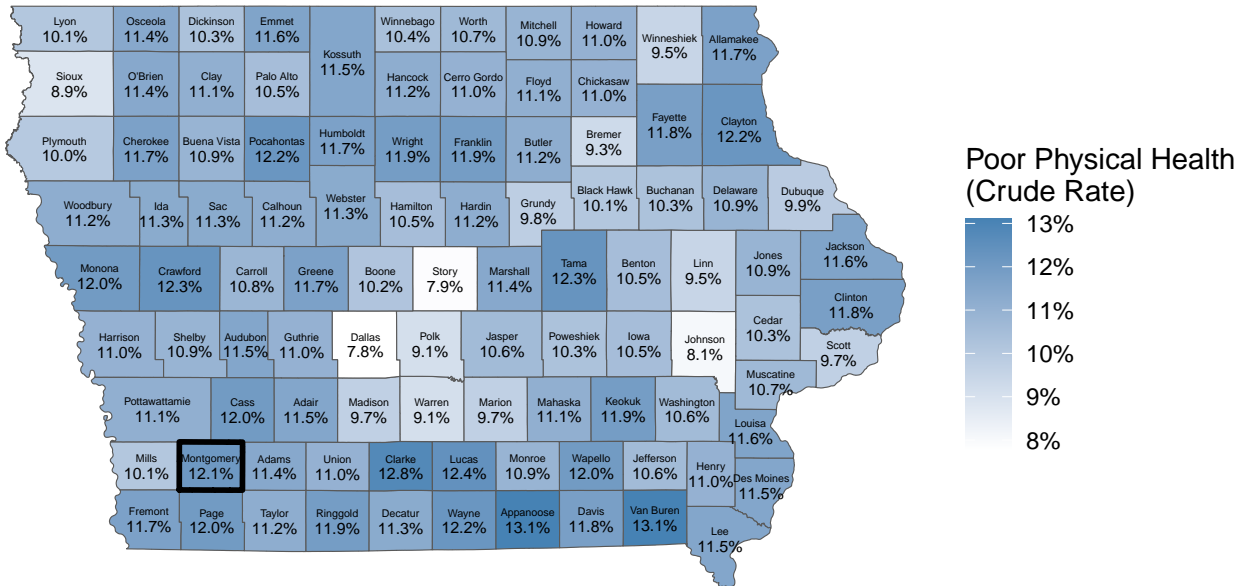 Lyon
10.1%
Osceola
11.4%
Dickinson
10.3%
Emmet
11.6%
Kossuth
11.5%
Winnebago
10.4%
Worth
10.7%
Mitchell
10.9%
Howard
11.0%
Winneshiek
9.5%
Allamakee
11.7%
Sioux
8.9%
O'Brien
11.4%
Clay
11.1%
Palo Alto
10.5%
Hancock
11.2%
Cerro Gordo
11.0%
Floyd
11.1%
Chickasaw
11.0%
Fayette
11.8%
Clayton
12.2%
Plymouth
10.0%
Cherokee
11.7%
Buena Vista
10.9%
Pocahontas
12.2%
Humboldt
11.7%
Wright
11.9%
Franklin
11.9%
Butler
11.2%
Bremer
9.3%
Woodbury
11.2%
Ida
11.3%
Sac
11.3%
Calhoun
11.2%
Webster
11.3%
Hamilton
10.5%
Hardin
11.2%
Grundy
9.8%
Black Hawk
10.1%
Buchanan
10.3%
Delaware
10.9%
Dubuque
9.9%
Monona
12.0%
Crawford
12.3%
Carroll
10.8%
Greene
11.7%
Boone
10.2%
Story
7.9%
Marshall
11.4%
Tama
12.3%
Benton
10.5%
Linn
9.5%
Jones
10.9%
Jackson
11.6%
Clinton
11.8%
Harrison
11.0%
Shelby
10.9%
Audubon
11.5%
Guthrie
11.0%
Dallas
7.8%
Polk
9.1%
Jasper
10.6%
Poweshiek
10.3%
Iowa
10.5%
Johnson
8.1%
Cedar
10.3%
Scott
9.7%
Muscatine
10.7%
Pottawattamie
11.1%
Cass
12.0%
Adair
11.5%
Madison
9.7%
Warren
9.1%
Marion
9.7%
Mahaska
11.1%
Keokuk
11.9%
Washington
10.6%
Louisa
11.6%
Mills
10.1%
Montgomery
12.1%
Adams
11.4%
Union
11.0%
Clarke
12.8%
Lucas
12.4%
Monroe
10.9%
Wapello
12.0%
Jefferson
10.6%
Henry
11.0%
Des Moines
11.5%
Fremont
11.7%
Page
12.0%
Taylor
11.2%
Ringgold
11.9%
Decatur
11.3%
Wayne
12.2%
Appanoose
13.1%
Davis
11.8%
Van Buren
13.1%
Lee
11.5%
Poor Physical Health
(Crude Rate)
13%
12%
11%
10%
9%
8%